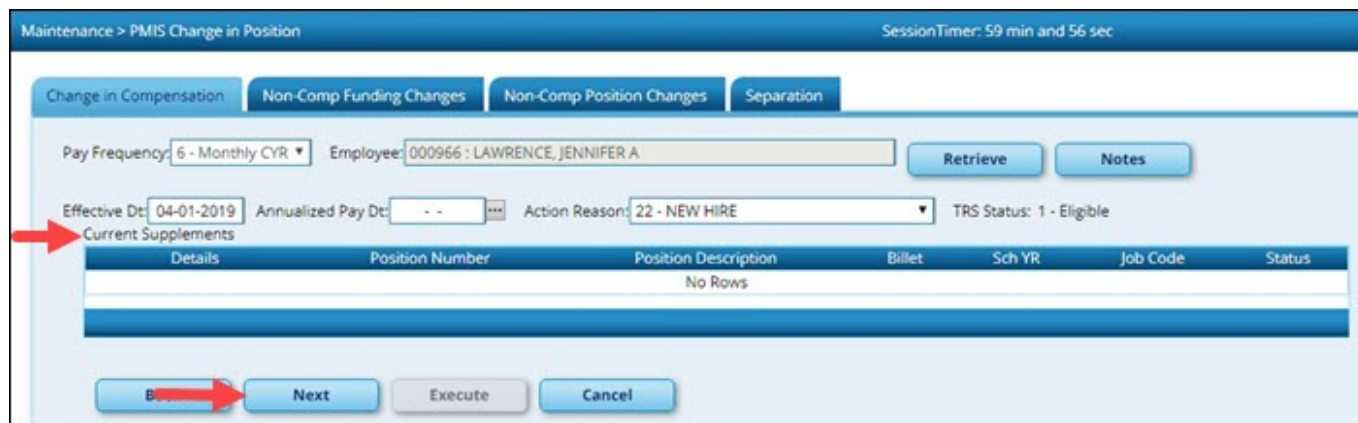 Maintenance > PMIS Change in Position SessionTimer: 59 min and 56 sec
Change in Compensation Non-Comp Funding Changes Non-Comp Position Changes Separation
Pay Frequency: 6 - Monthly CYR Employee: 000966 : LAWRENCE, JENNIFER A Retrieve Notes
Effective Dt: 04-01-2019 Annualized Pay Dt: - - ... Action Reason: 22 - NEW HIRE TRS Status: 1 - Eligible
Current Supplements
Details Position Number Position Description Billet Sch YR Job Code Status
No Rows
Next Execute Cancel